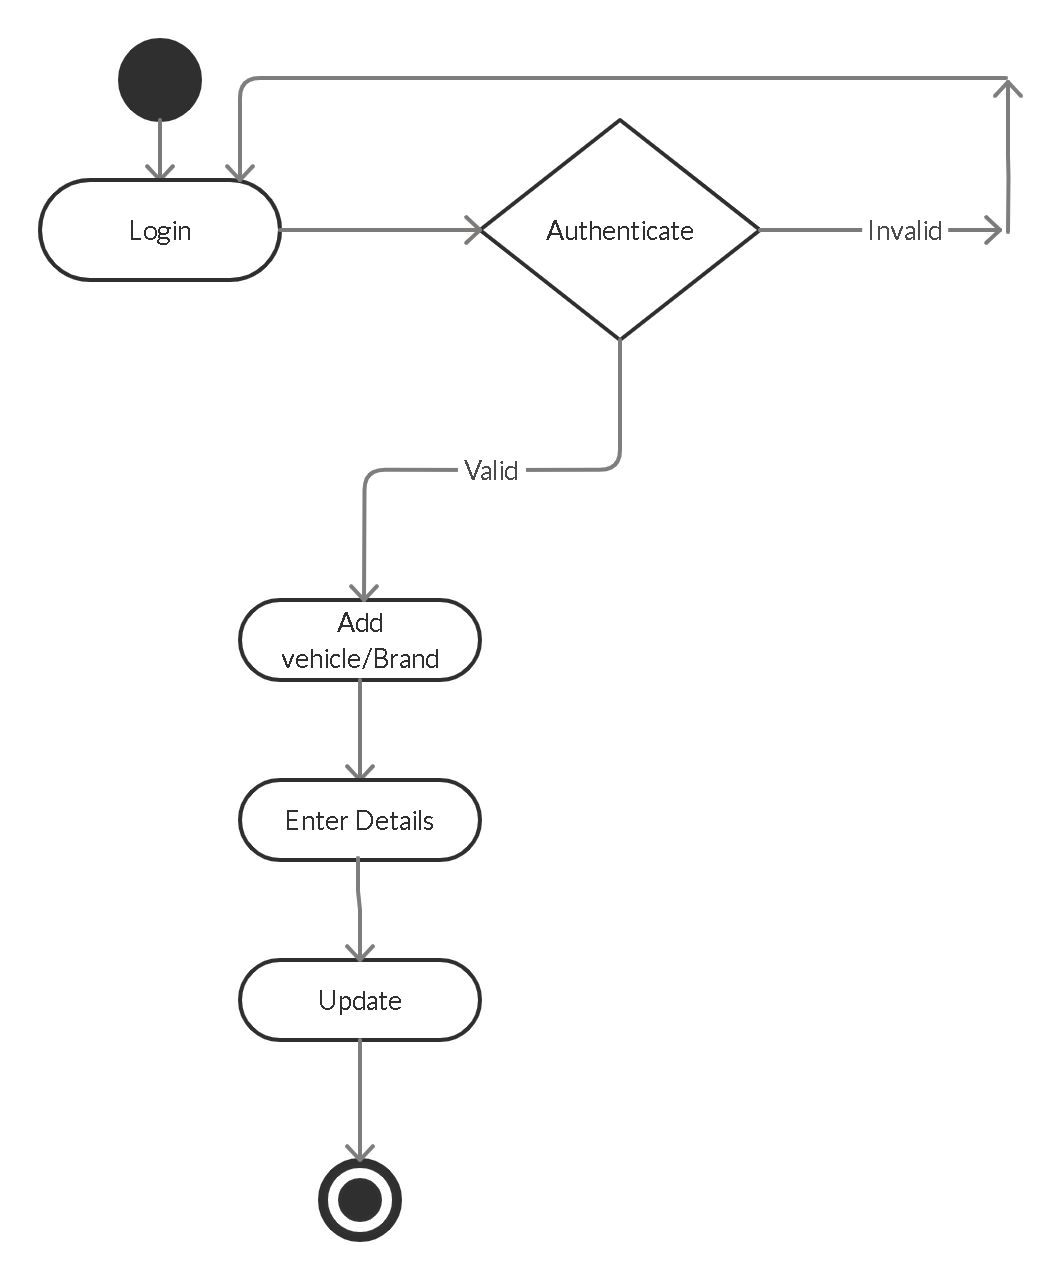 Login
Authenticate
Invalid
Valid
Add
vehicle/Brand
Enter Details
Update